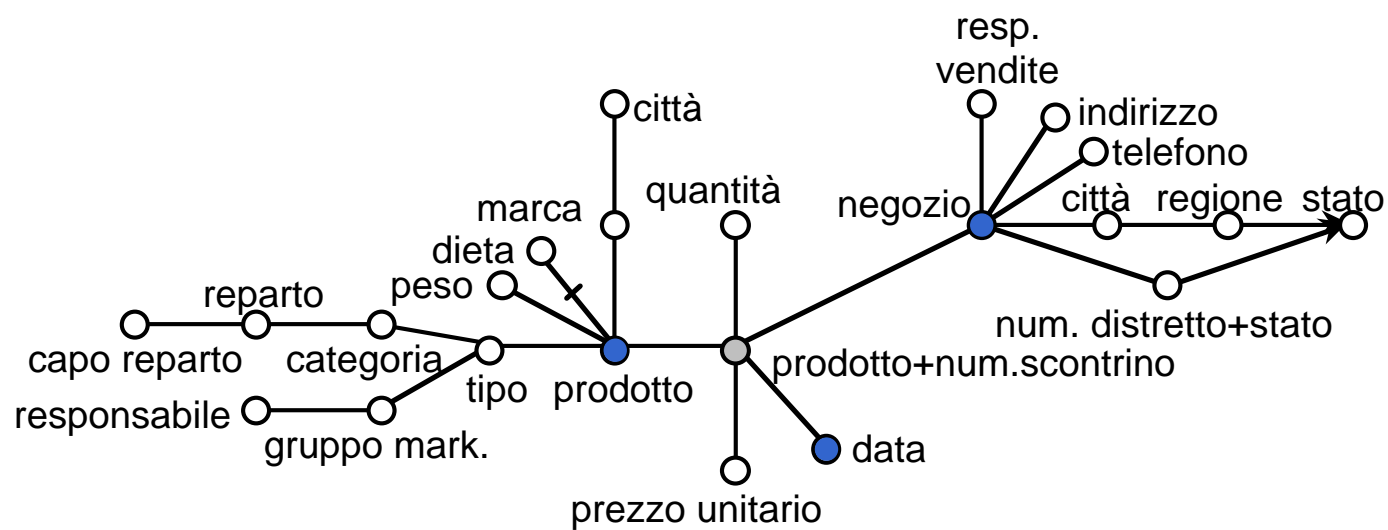 resp.
vendite
città
indirizzo
telefono
quantità
marca
negozio
città
regione
stato
dieta
peso
reparto
num. distretto+stato
capo reparto
categoria
prodotto+num.scontrino
tipo
prodotto
responsabile
gruppo mark.
data
prezzo unitario